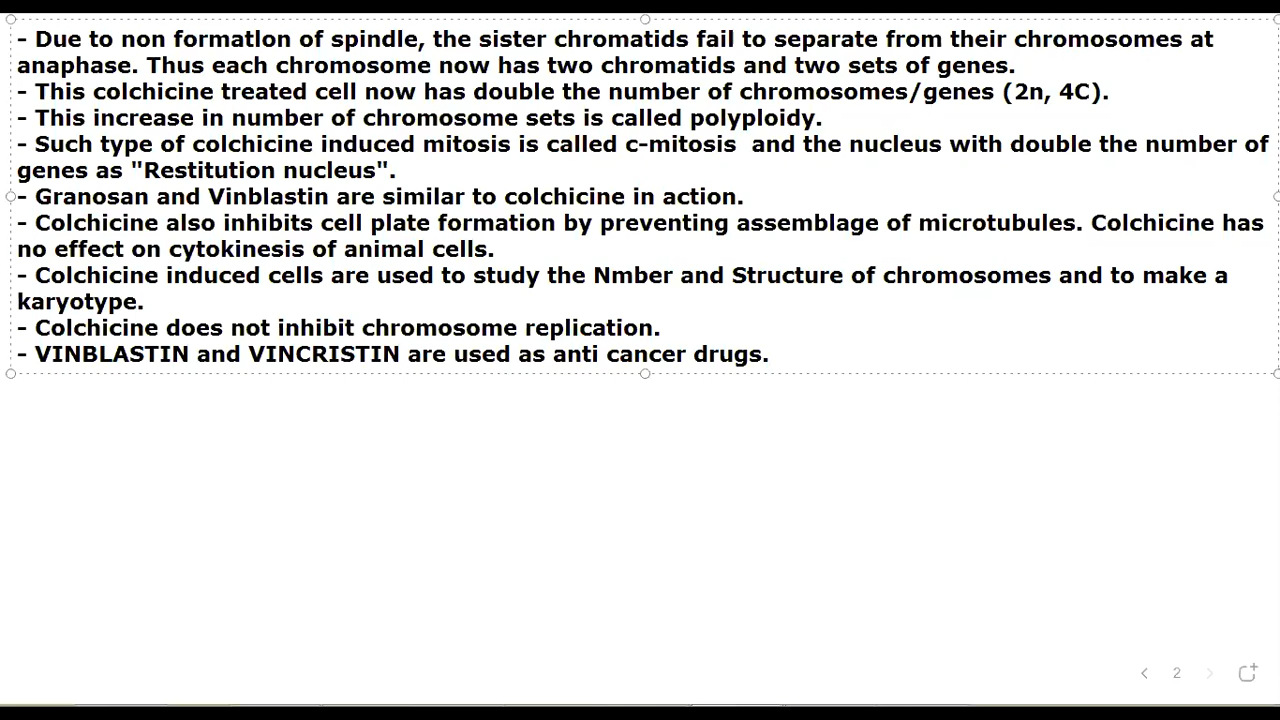 - Due to non formatIon of spindle, the sister chromatids fail to separate from their chromosomes at
anaphase. Thus each chromosome now has two chromatids and two sets of genes.
- This colchicine treated cell now has double the number of chromosomes/genes (2n, 4C).
- This increase in number of chromosome sets is called polyploidy.
- Such type of colchicine induced mitosis is called c-mitosis  and the nucleus with double the number of
genes as "Restitution nucleus".
- Granosan and Vinblastin are similar to colchicine in action.
- Colchicine also inhibits cell plate formation by preventing assemblage of microtubules. Colchicine has
no effect on cytokinesis of animal cells.
- Colchicine induced cells are used to study the Nmber and Structure of chromosomes and to make a
karyotype.
- Colchicine does not inhibit chromosome replication.
- VINBLASTIN and VINCRISTIN are used as anti cancer drugs.
2